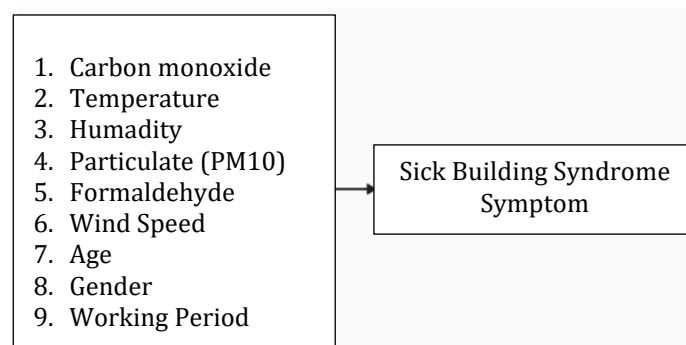 1. Carbon monoxide
2. Temperature
3. Humadity
4. Particulate (PM10)
5. Formaldehyde
6. Wind Speed
7. Age
8. Gender
9. Working Period
Sick Building Syndrome
Symptom